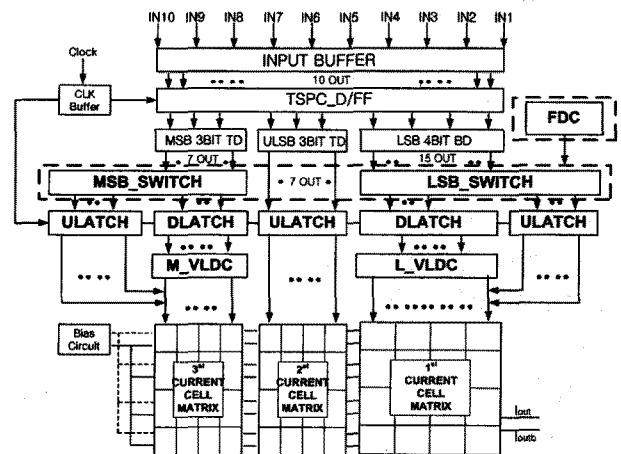 IN10 IN9 IN8 IN7 IN6 IN5 IN4 IN3 IN2 IN1
INPUT BUFFER
Clock
10 OUT
CLK
Buffer
TSPC_D/FF
FDC
MSB 3BIT TD
ULSB 3BIT TD
LSB 4BIT BD
7 OUT
15 OUT
MSB_SWITCH
7 OUT
LSB_SWITCH
ULATCH
DLATCH
ULATCH
DLATCH
ULATCH
M_VLDC
L_VLDC
Bias
Circuit
3st
CURRENT
CELL
MATRIX
2st
CURRENT
CELL
MATRIX
1st
CURRENT
CELL
MATRIX
Iout
Ioutb